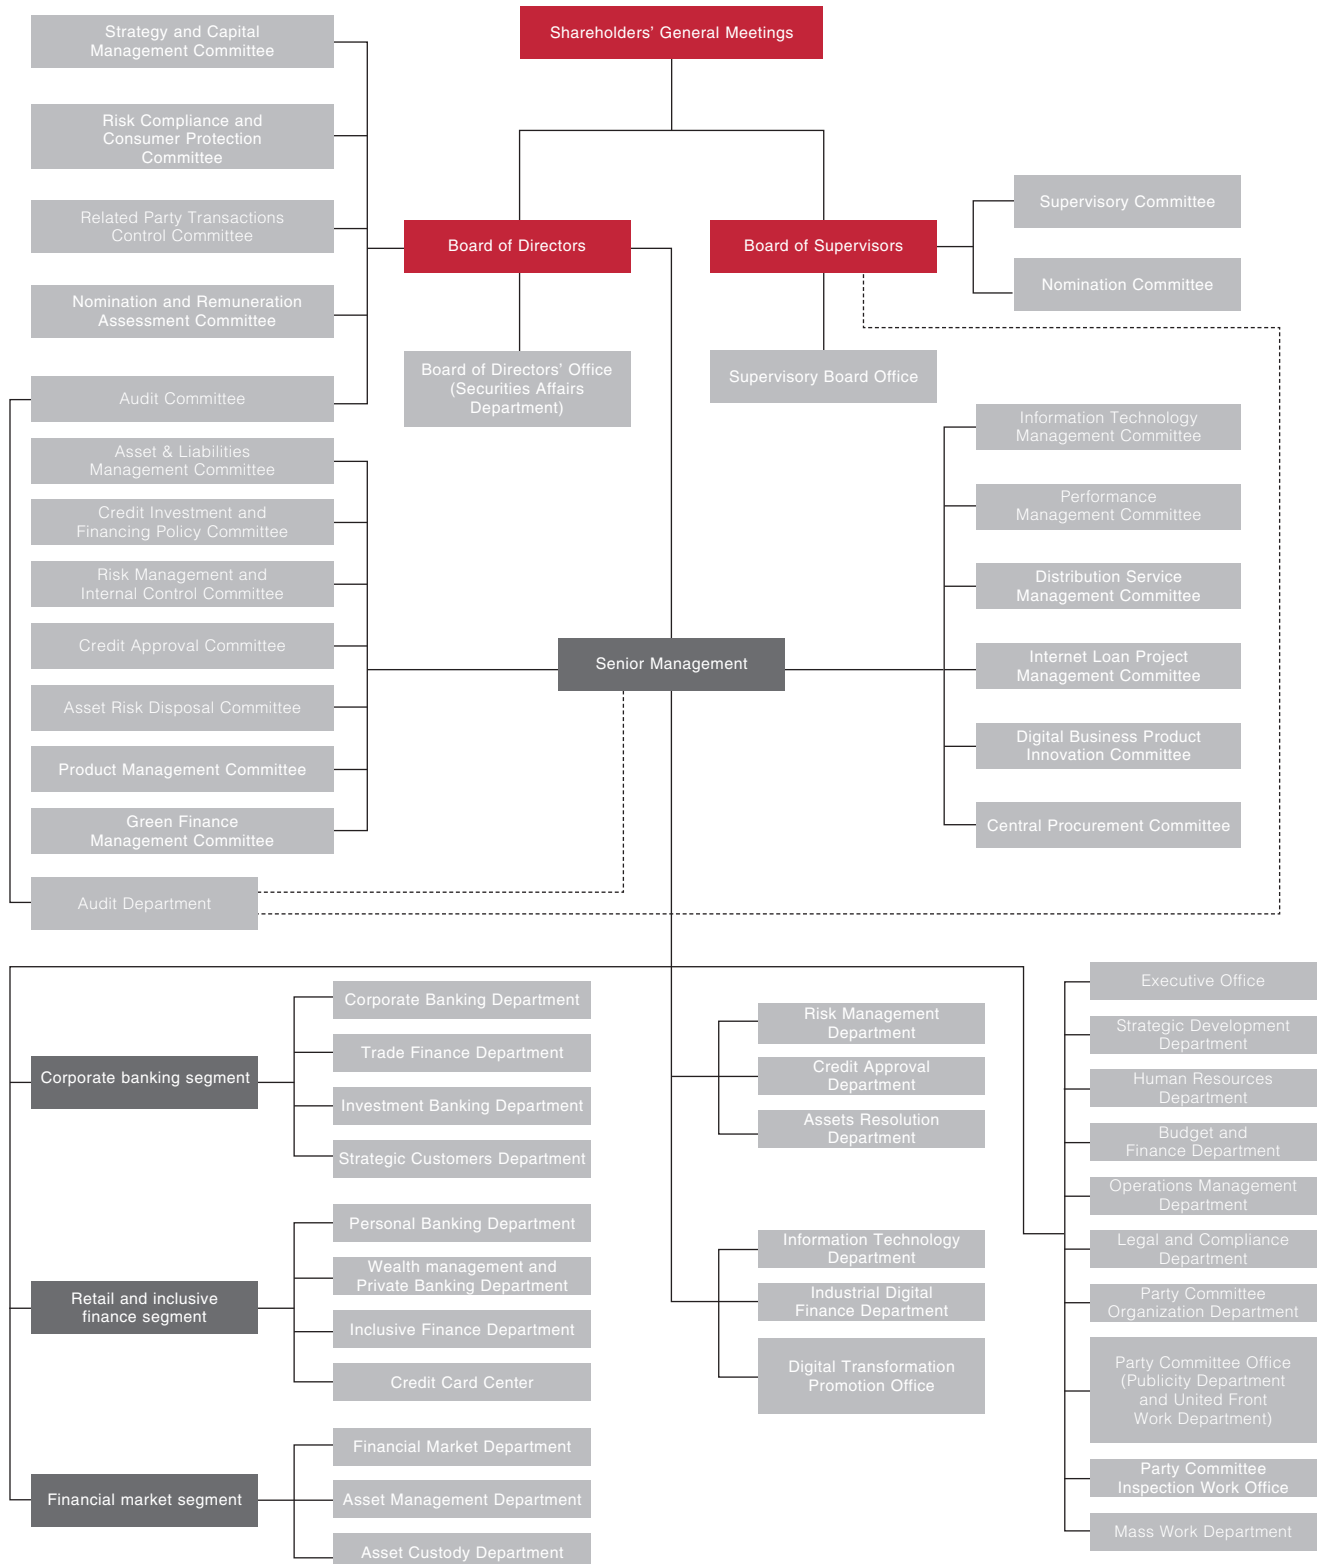 Shareholders' General Meetings
Strategy and Capital
Management Committee
Risk Compliance and
Consumer Protection
Committee
Related Party Transactions
Control Committee
Nomination and Remuneration
Assessment Committee
Audit Committee
Board of Directors
Board of Supervisors
Supervisory Committee
Nomination Committee
Board of Directors' Office
(Securities Affairs
Department)
Supervisory Board Office
Asset & Liabilities
Management Committee
Credit Investment and
Financing Policy Committee
Risk Management and
Internal Control Committee
Credit Approval Committee
Asset Risk Disposal Committee
Product Management Committee
Green Finance
Management Committee
Audit Department
Senior Management
Information Technology
Management Committee
Performance
Management Committee
Distribution Service
Management Committee
Internet Loan Project
Management Committee
Digital Business Product
Innovation Committee
Central Procurement Committee
Corporate banking segment
Corporate Banking Department
Trade Finance Department
Investment Banking Department
Strategic Customers Department
Retail and inclusive
finance segment
Personal Banking Department
Wealth management and
Private Banking Department
Inclusive Finance Department
Credit Card Center
Financial market segment
Financial Market Department
Asset Management Department
Asset Custody Department
Risk Management
Department
Credit Approval
Department
Assets Resolution
Department
Information Technology
Department
Industrial Digital
Finance Department
Digital Transformation
Promotion Office
Executive Office
Strategic Development
Department
Human Resources
Department
Budget and
Finance Department
Operations Management
Department
Legal and Compliance
Department
Party Committee
Organization Department
Party Committee Office
(Publicity Department
and United Front
Work Department)
Party Committee
Inspection Work Office
Mass Work Department